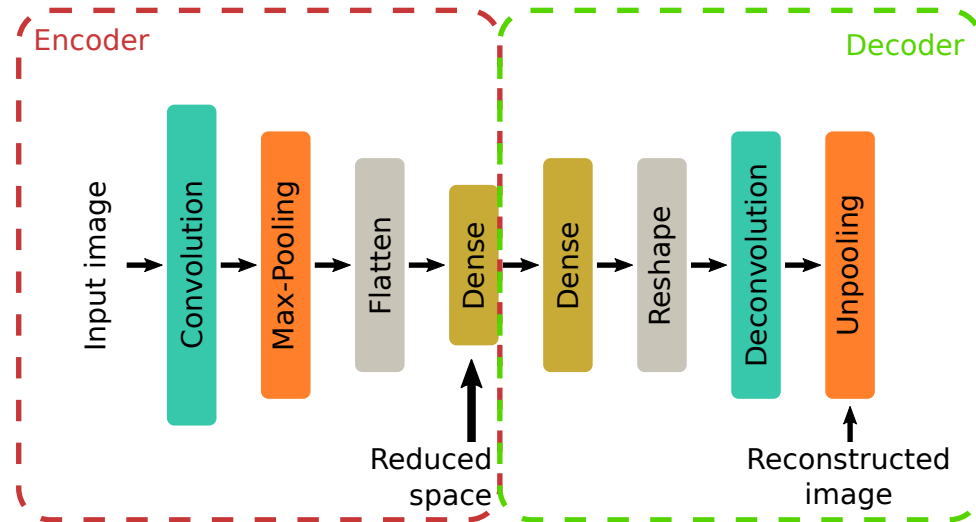 Encoder
Decoder
Input image
Convolution
Max-Pooling
Flatten
Dense
Dense
Reshape
Deconvolution
Unpooling
Reduced
space
Reconstructed
image